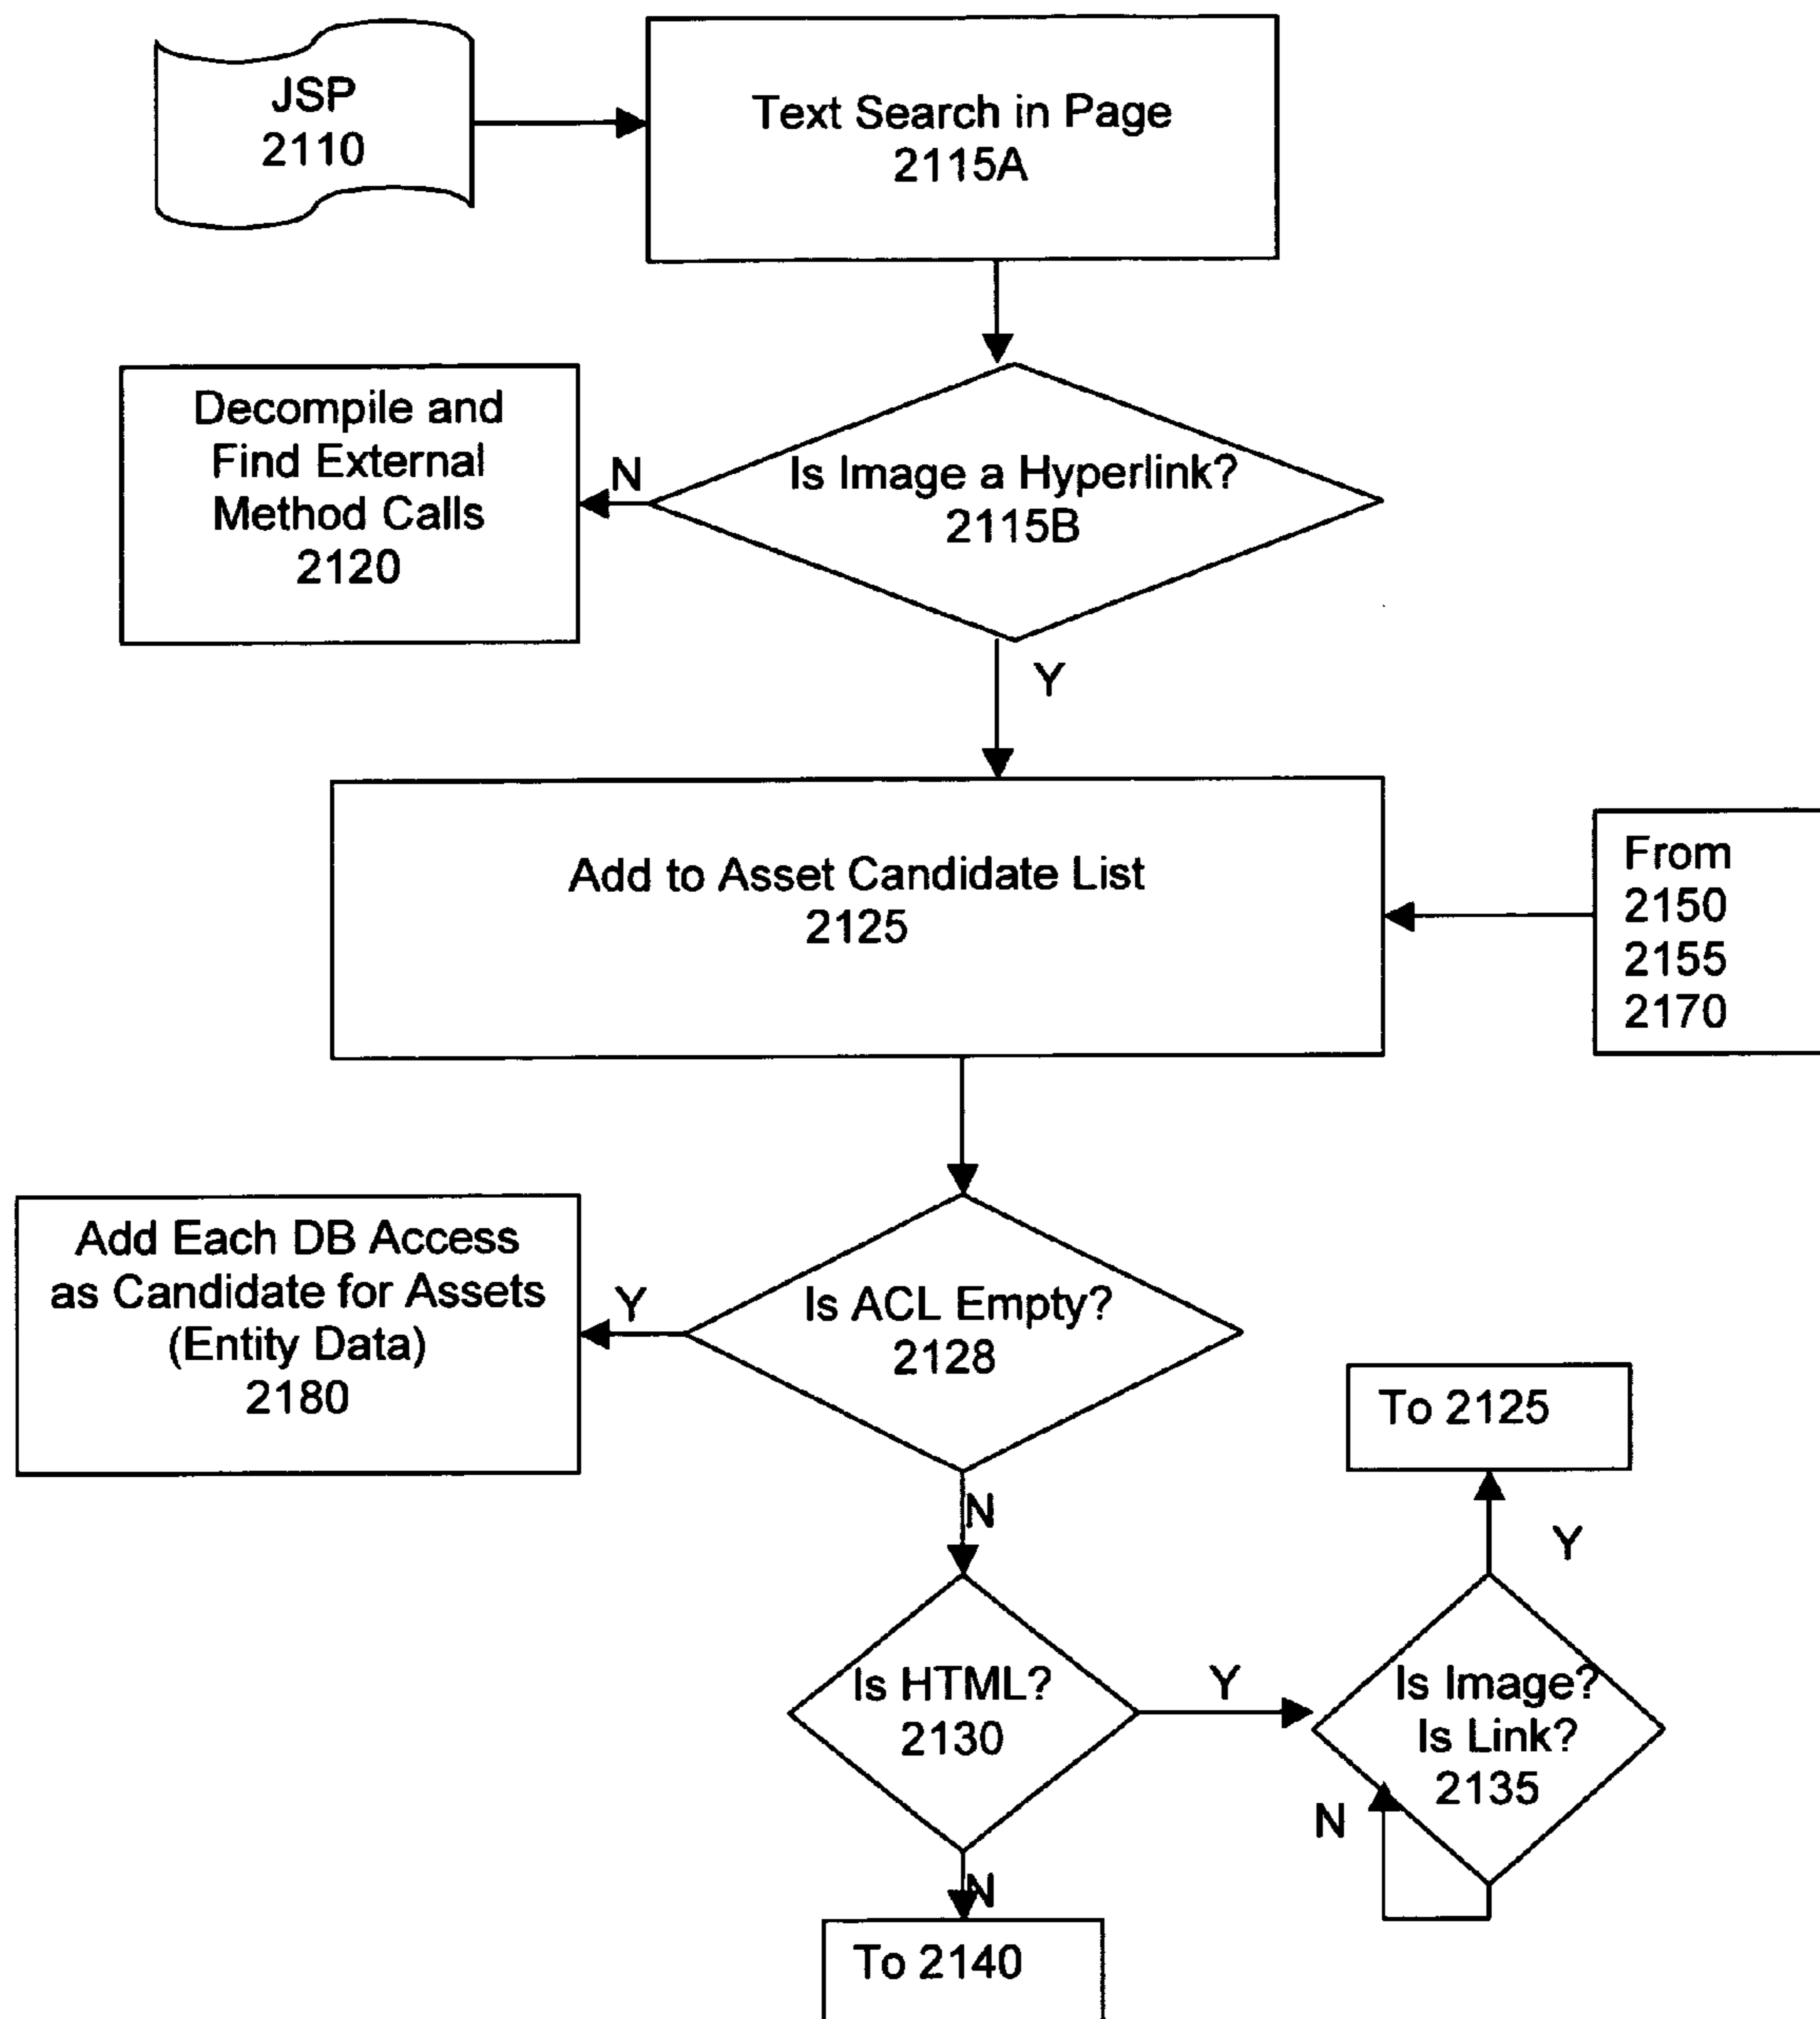 JSP
2110
Text Search in Page
2115A
Is Image a Hyperlink?
2115B
N
Decompile and
Find External
Method Calls
2120
Y
Add to Asset Candidate List
2125
From
2150
2155
2170
Is ACL Empty?
2128
Y
Add Each DB Access
as Candidate for Assets
(Entity Data)
2180
N
Is HTML?
2130
Y
Is Image?
Is Link?
2135
Y
To 2125
N
N
To 2140